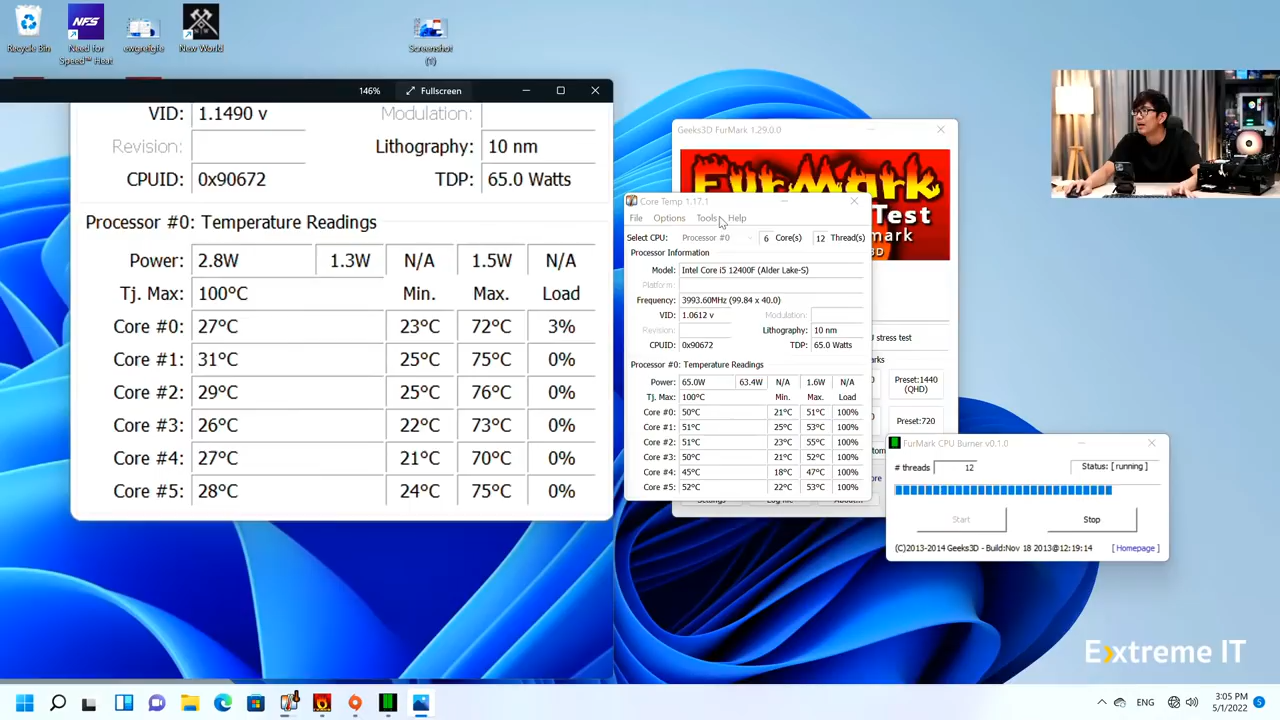 Recycle Bin
Need for
Speed™ Heat
ewgrefgfe
New World
Screenshot
(1)
146%
Fullscreen
VID: 1.1490 v Modulation:
Revision: Lithography: 10 nm
CPUID: 0x90672 TDP: 65.0 Watts
Processor #0: Temperature Readings
Power: 2.8W 1.3W N/A 1.5W N/A
Tj. Max: 100°C Min. Max. Load
Core #0: 27°C 23°C 72°C 3%
Core #1: 31°C 25°C 75°C 0%
Core #2: 29°C 25°C 76°C 0%
Core #3: 26°C 22°C 73°C 0%
Core #4: 27°C 21°C 70°C 0%
Core #5: 28°C 24°C 75°C 0%
Geeks3D FurMark 1.29.0.0
FurMark
Test
mark
U stress test
arks
Preset:1440
(QHD)
Preset:720
Settings Log file About...
Core Temp 1.17.1
File Options Tools Help
Select CPU: Processor #0 6 Core(s) 12 Thread(s)
Processor Information
Model: Intel Core i5 12400F (Alder Lake-S)
Platform:
Frequency: 3993.60MHz (99.84 x 40.0)
VID: 1.0612 v Modulation:
Revision: Lithography: 10 nm
CPUID: 0x90672 TDP: 65.0 Watts
Processor #0: Temperature Readings
Power: 65.0W 63.4W N/A 1.6W N/A
Tj. Max: 100°C Min. Max. Load
Core #0: 50°C 21°C 51°C 100%
Core #1: 51°C 25°C 53°C 100%
Core #2: 51°C 23°C 55°C 100%
Core #3: 50°C 21°C 52°C 100%
Core #4: 45°C 18°C 47°C 100%
Core #5: 52°C 22°C 53°C 100%
FurMark CPU Burner v0.1.0
# threads 12 Status: [ running ]
Start Stop
(C)2013-2014 Geeks3D - Build:Nov 18 2013@12:19:14 [ Homepage ]
Extreme IT
ENG
3:05 PM
5/1/2022
5